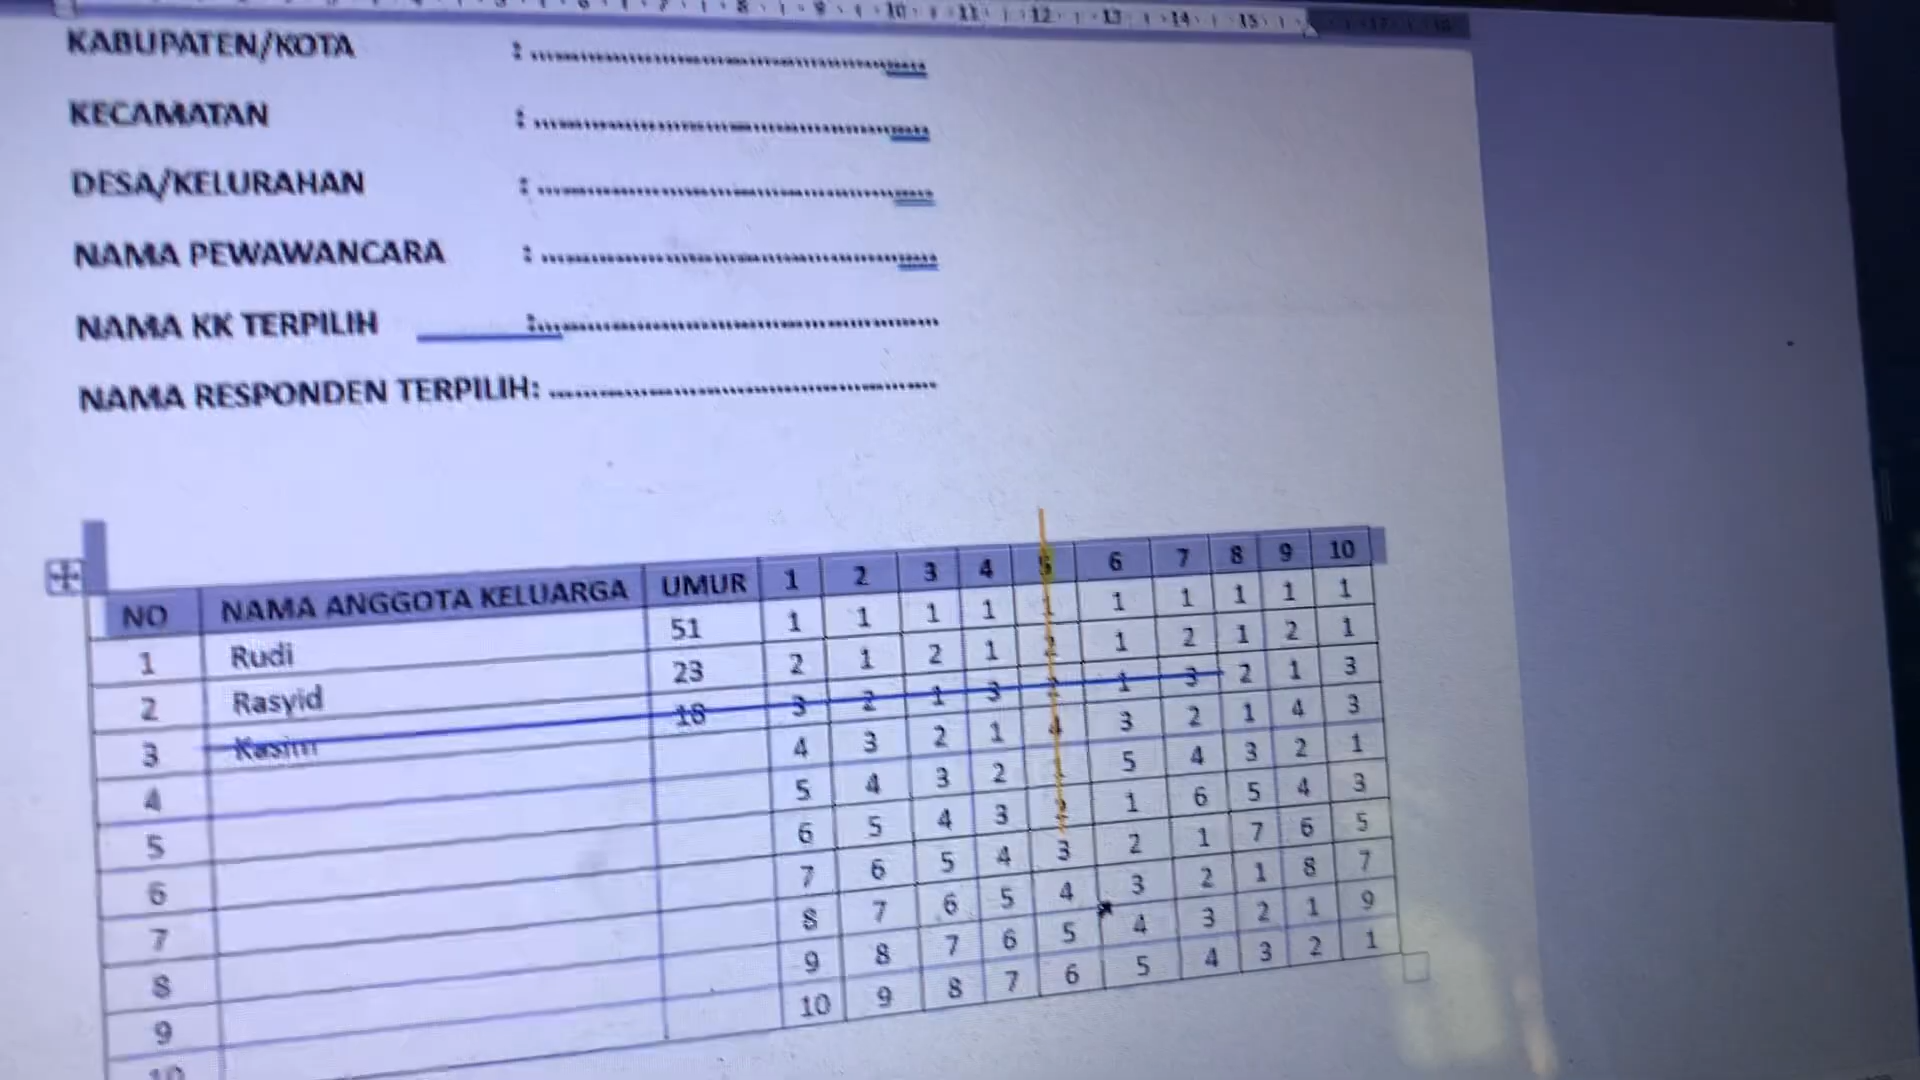 KABUPATEN/KOTA : ..........
KECAMATAN : ..........
DESA/KELURAHAN : ..........
NAMA PEWAWANCARA : ..........
NAMA KK TERPILIH :..........
NAMA RESPONDEN TERPILIH: ..........
NO NAMA ANGGOTA KELUARGA UMUR 1 2 3 4 5 6 7 8 9 10
1 Rudi 51 1 1 1 1 1 1 1 1 1 1
2 Rasyid 23 2 1 2 1 2 1 2 1 2 1
3 Kasim 18 3 2 1 3 2 1 3 2 1 3
4 4 3 2 1 4 3 2 1 4 3
5 5 4 3 2 1 5 4 3 2 1
6 6 5 4 3 2 1 6 5 4 3
7 7 6 5 4 3 2 1 7 6 5
8 8 7 6 5 4 3 2 1 8 7
9 9 8 7 6 5 4 3 2 1 9
10 10 9 8 7 6 5 4 3 2 1